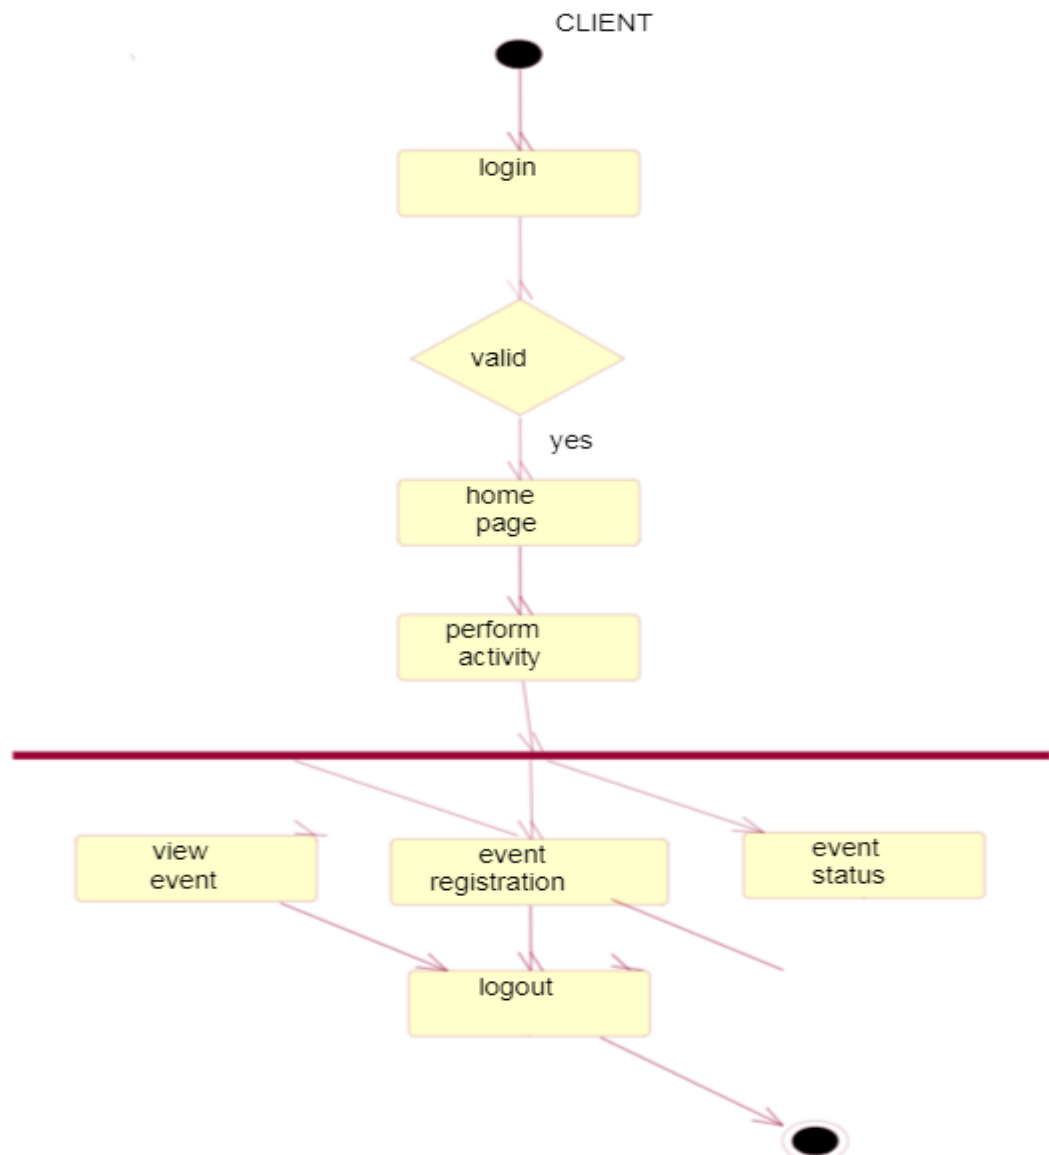 CLIENT
login
valid
yes
home
page
perform
activity
view
event
event
registration
event
status
logout